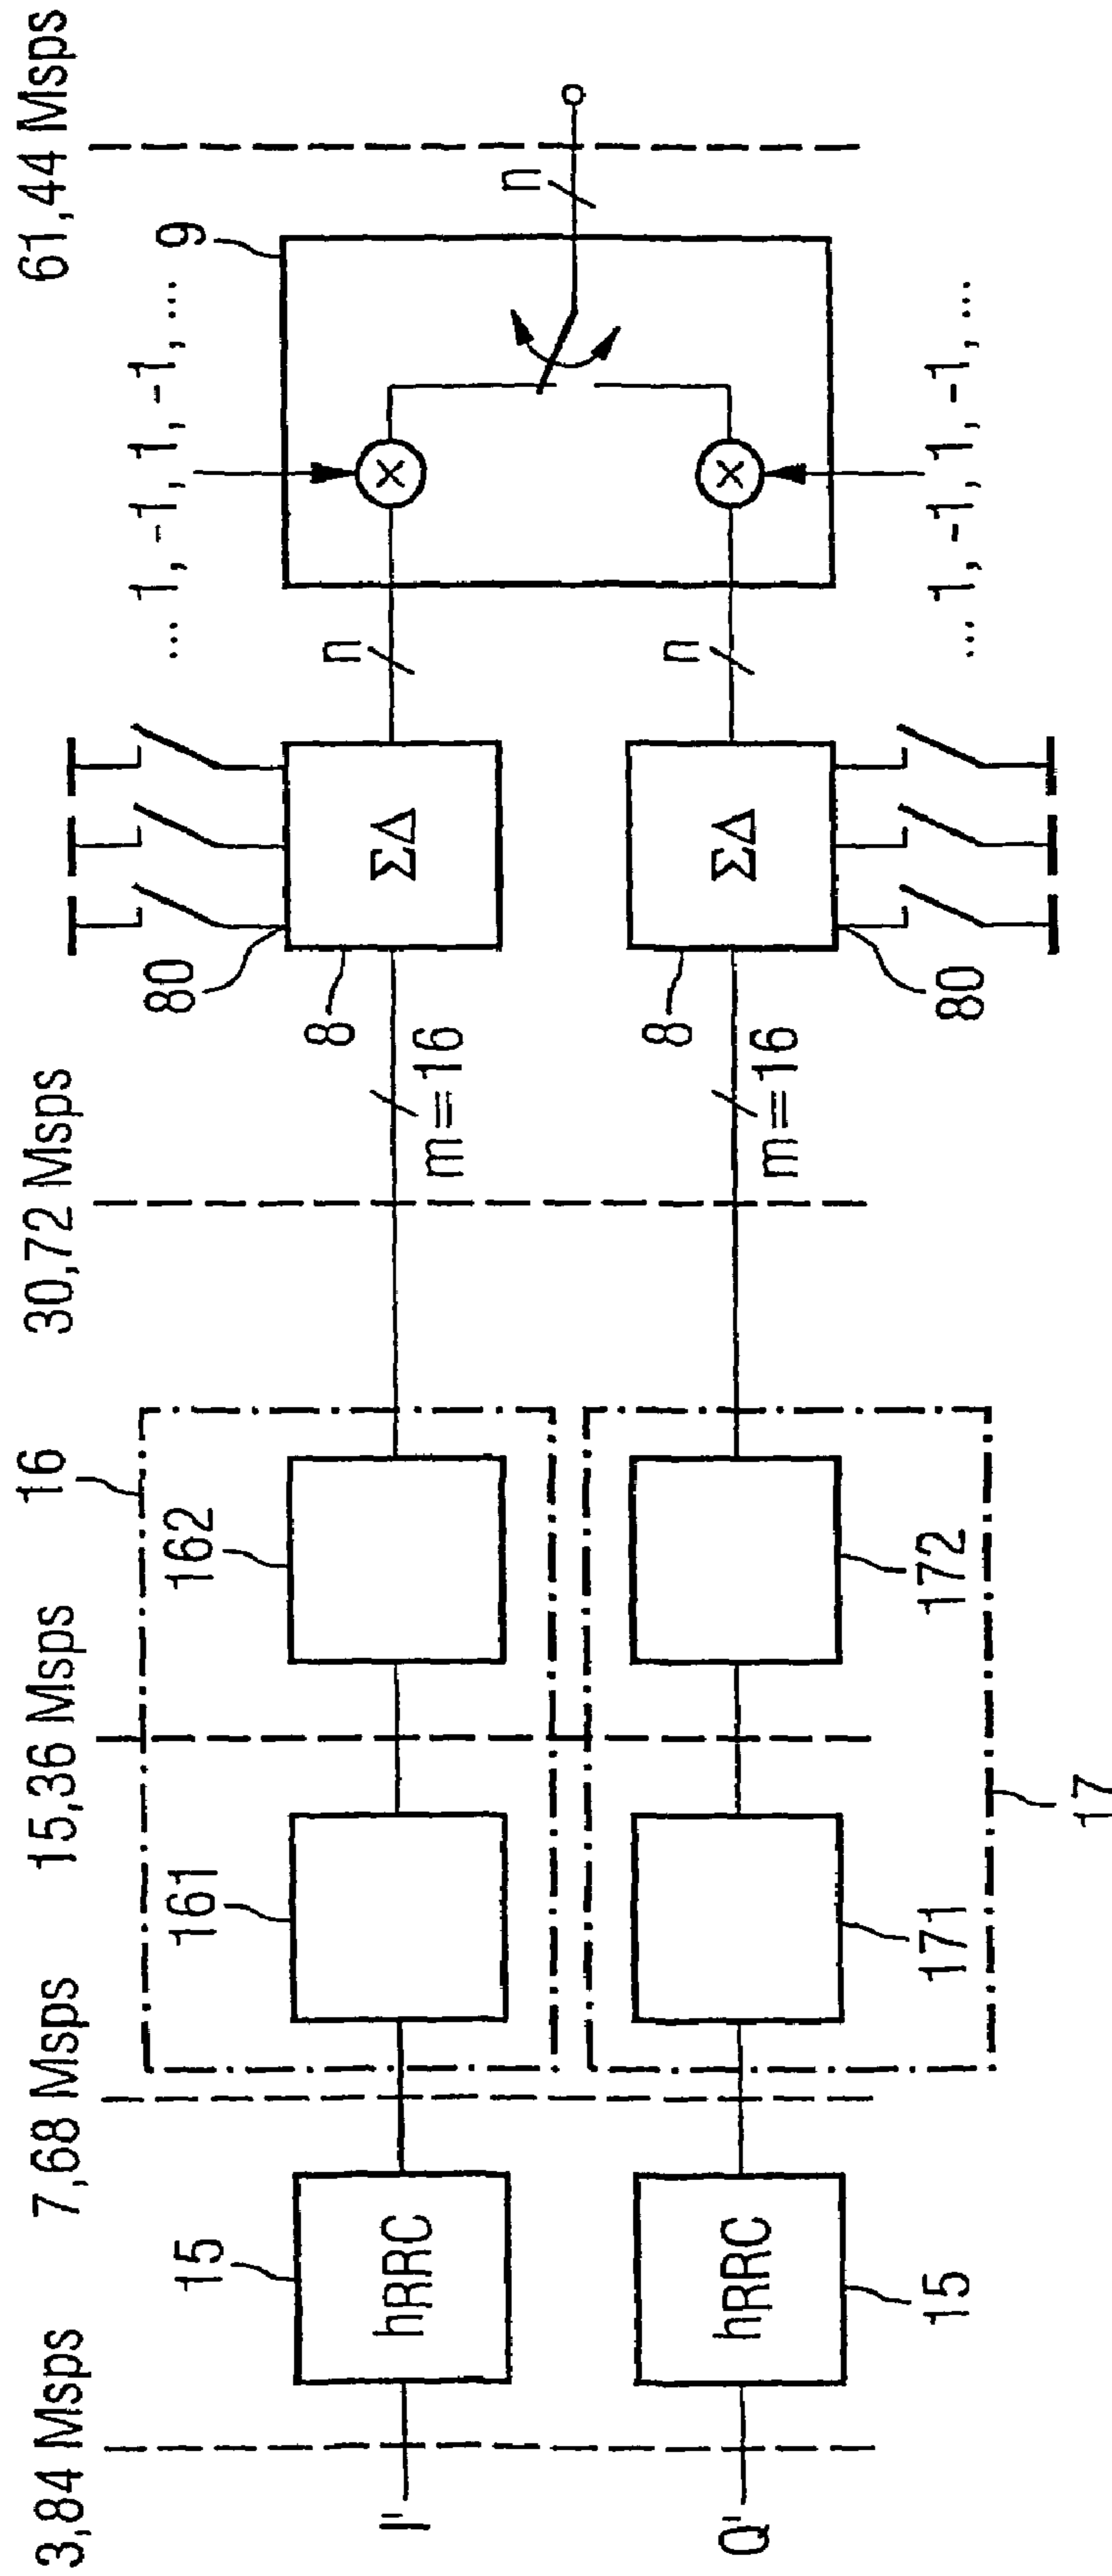 3,84 Msps
7,68 Msps
15,36 Msps
30,72 Msps
61,44 Msps
16
9
... 1, -1, 1, -1, ...
80
15
161
162
8
n
n
I'
hRRC
ΣΔ
×
m=16
8
n
Q'
hRRC
ΣΔ
×
m=16
15
171
172
80
... 1, -1, 1, -1, ...
17